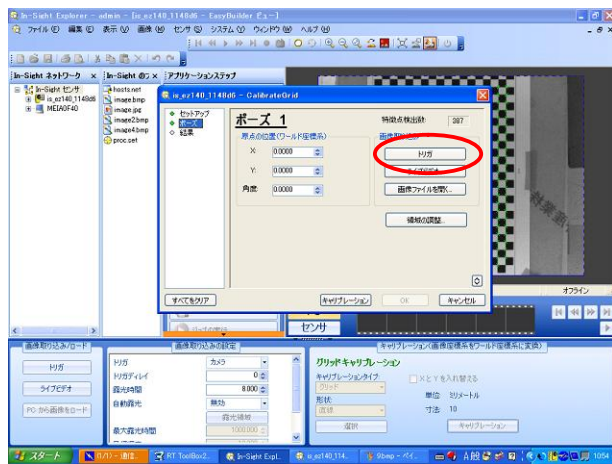 In-Sight Explorer - admin - [is_ez140_1148d6 - EasyBuilder ビュー]
ファイル(F) 編集(E) 表示(V) 画像(M) センサ(S) システム(Y) ウィンドウ(W) ヘルプ(H)
In-Sight ネットワーク
In-Sight センサ
is_ez140_1148d6
MELAOF40
hosts.net
image.bmp
image.jpg
image2.bmp
image4.bmp
proc.set
アプリケーションステップ
is_ez140_1148d6 - CalibrateGrid
セットアップ
ポーズ
結果
ポーズ 1
特徴点検出数: 287
原点の位置(ワールド座標系)
X: 0.0000
Y: 0.0000
角度: 0.0000
トリガ
画像ファイルを開く...
領域の調整...
すべてをクリア
キャリブレーション
OK
キャンセル
オフライン
センサ
画像取り込み/ロード
トリガ
ライブビデオ
PC から画像をロード
画像取り込みの設定
トリガ カメラ
トリガディレイ 0
露光時間 8.000
自動露光 無効
露光領域
最大露光時間 1000.000
キャリブレーション(画像座標系をワールド座標系に変換)
グリッドキャリブレーション
キャリブレーションタイプ:
グリッド
XとYを入れ替える
形状:
単位 ミリメートル
寸法: 10
選択
キャリブレーション
スタート
RT ToolBox2..
In-Sight Expl..
is_ez140_114..
9.bmp - ペイ..
A 般
1054